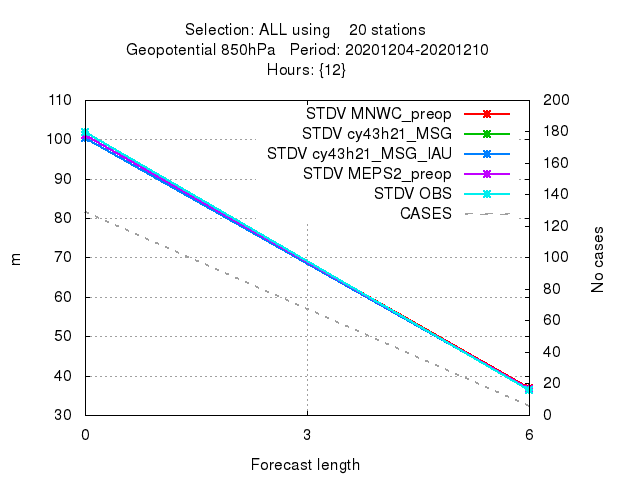 Selection: ALL using    20 stations
Geopotential 850hPa   Period: 20201204-20201210
Hours: {12}
110 200
STDV MNWC_preop
180
100 STDV cy43h21_MSG
160
STDV cy43h21_MSG_IAU
90 STDV MEPS2_preop
140
STDV OBS
80 CASES 120
70 100
80
60
60
50
40
40 20
30 0
m
No cases
0 3 6
Forecast length